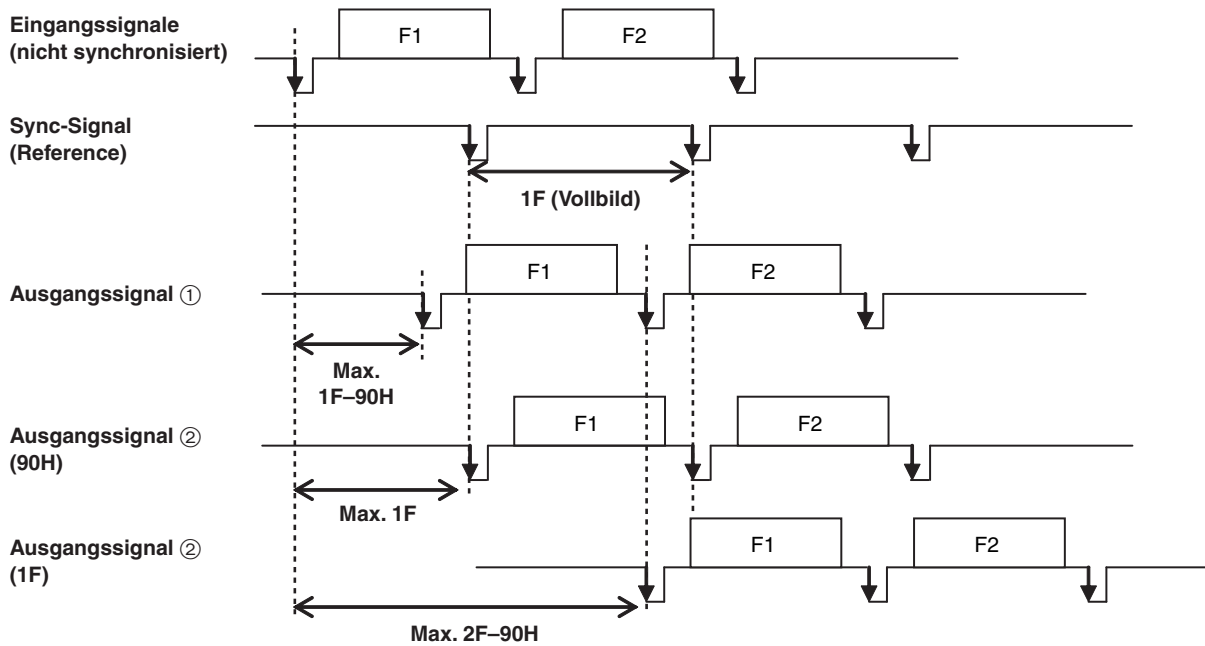 Eingangssignale
(nicht synchronisiert)
F1
F2
Sync-Signal
(Reference)
1F (Vollbild)
Ausgangssignal ①
F1
F2
Max.
1F–90H
Ausgangssignal ②
(90H)
F1
F2
Max. 1F
Ausgangssignal ②
(1F)
F1
F2
Max. 2F–90H